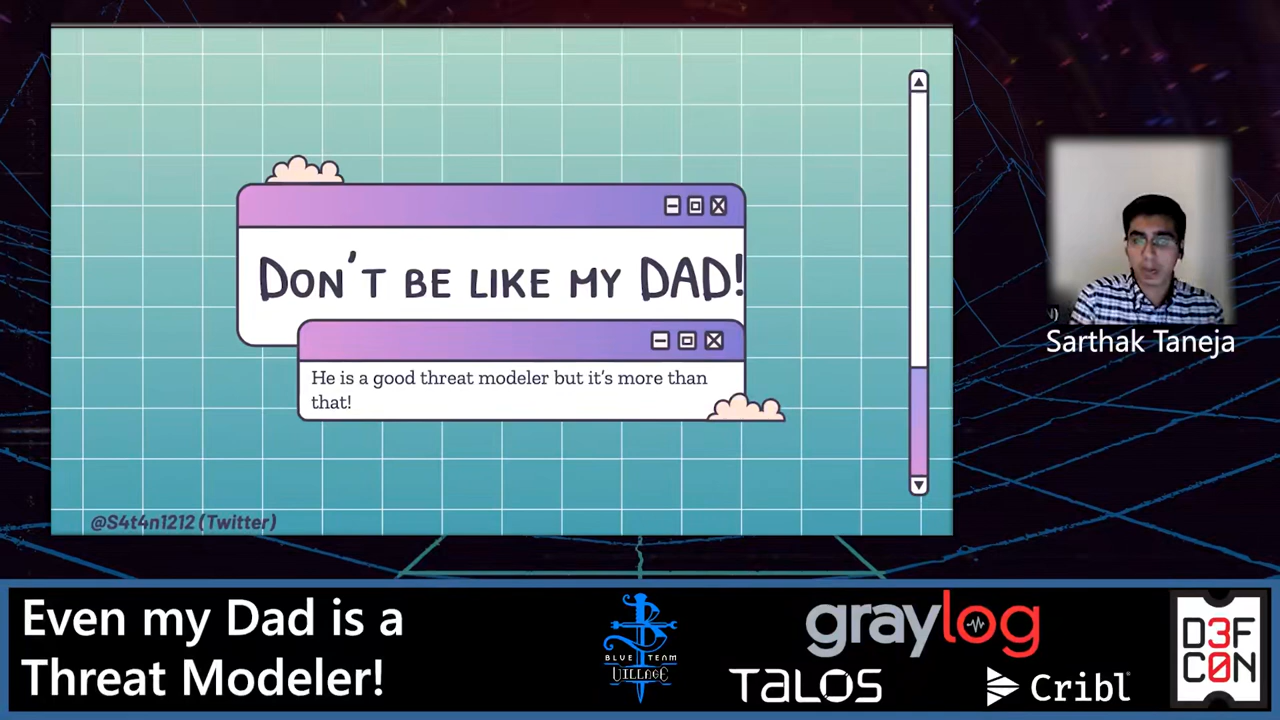 DON'T BE LIKE MY DAD!
He is a good threat modeler but it's more than
that!
@S4t4n1212 (Twitter)
Sarthak Taneja
Even my Dad is a
Threat Modeler!
BLUE TEAM
VILLAGE
graylog
TALOS
Cribl
D3F
C0N